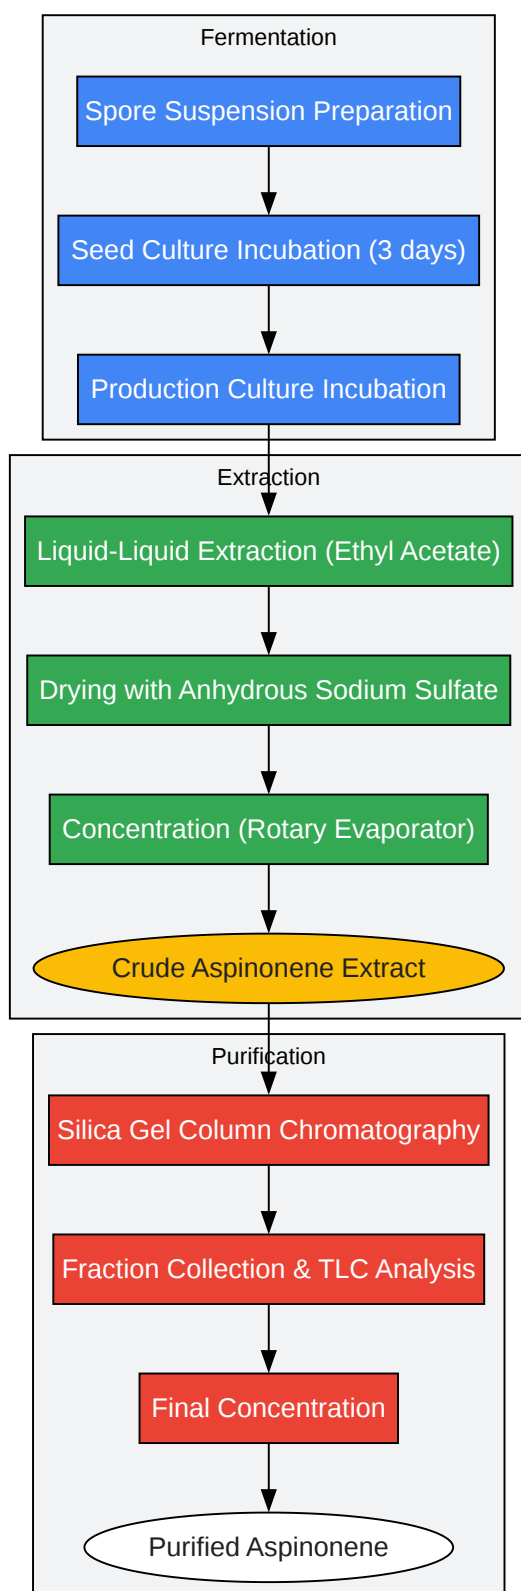 Fermentation
Spore Suspension Preparation
Seed Culture Incubation (3 days)
Production Culture Incubation
Extraction
Liquid-Liquid Extraction (Ethyl Acetate)
Drying with Anhydrous Sodium Sulfate
Concentration (Rotary Evaporator)
Crude Aspinonene Extract
Purification
Silica Gel Column Chromatography
Fraction Collection & TLC Analysis
Final Concentration
Purified Aspinonene